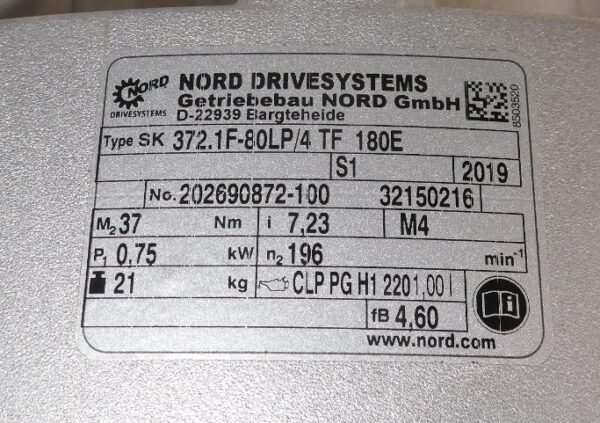 NORD
DRIVESYSTEMS
NORD DRIVESYSTEMS
Getriebebau NORD GmbH
D-22939 Bargteheide
8503520
Type SK 372.1F-80LP/4 TF 180E
S1 2019
No. 202690872-100 32150216
M2 37 Nm i 7,23 M4
P1 0,75 kW n2 196 min-1
21 kg CLP PG H1 220 1,00 l
fB 4,60
www.nord.com